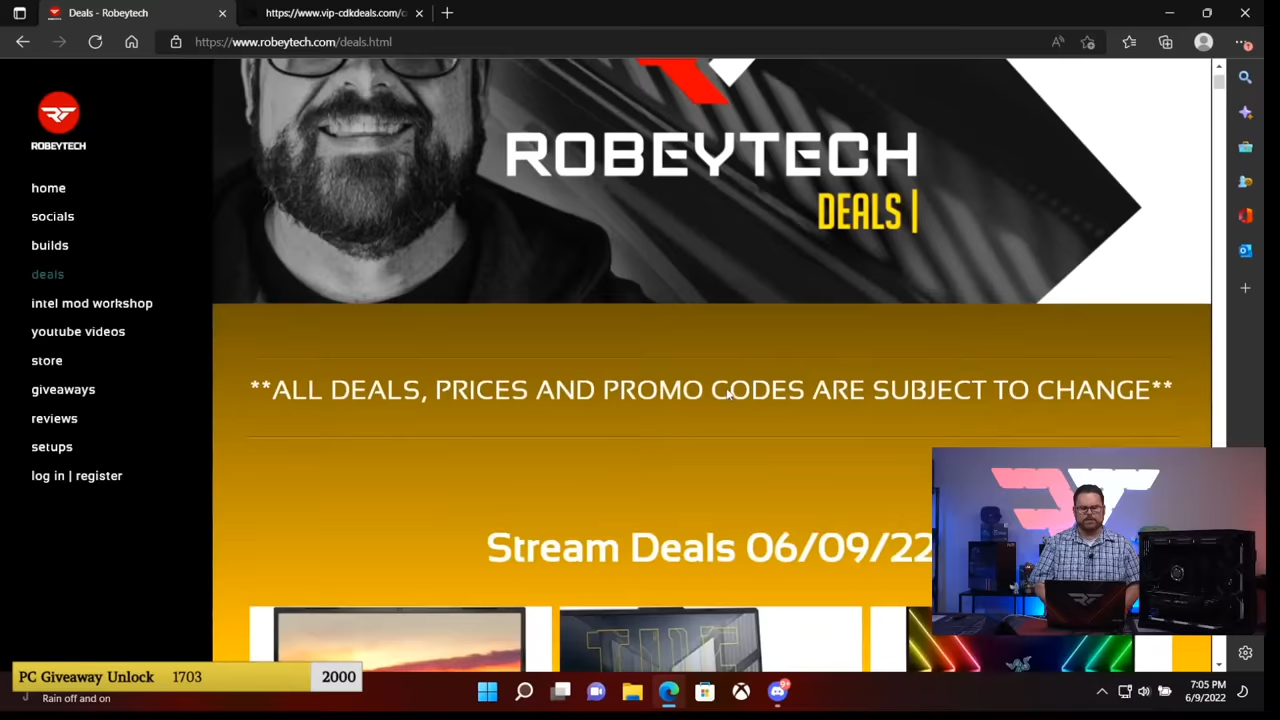 Deals - Robeytech
https://www.vip-cdkdeals.com/
https://www.robeytech.com/deals.html
ROBEYTECH
home
socials
builds
deals
intel mod workshop
youtube videos
store
giveaways
reviews
setups
log in | register
ROBEYTECH
DEALS |
**ALL DEALS, PRICES AND PROMO CODES ARE SUBJECT TO CHANGE**
Stream Deals 06/09/22
PC Giveaway Unlock 1703 2000
Rain off and on
7:05 PM
6/9/2022